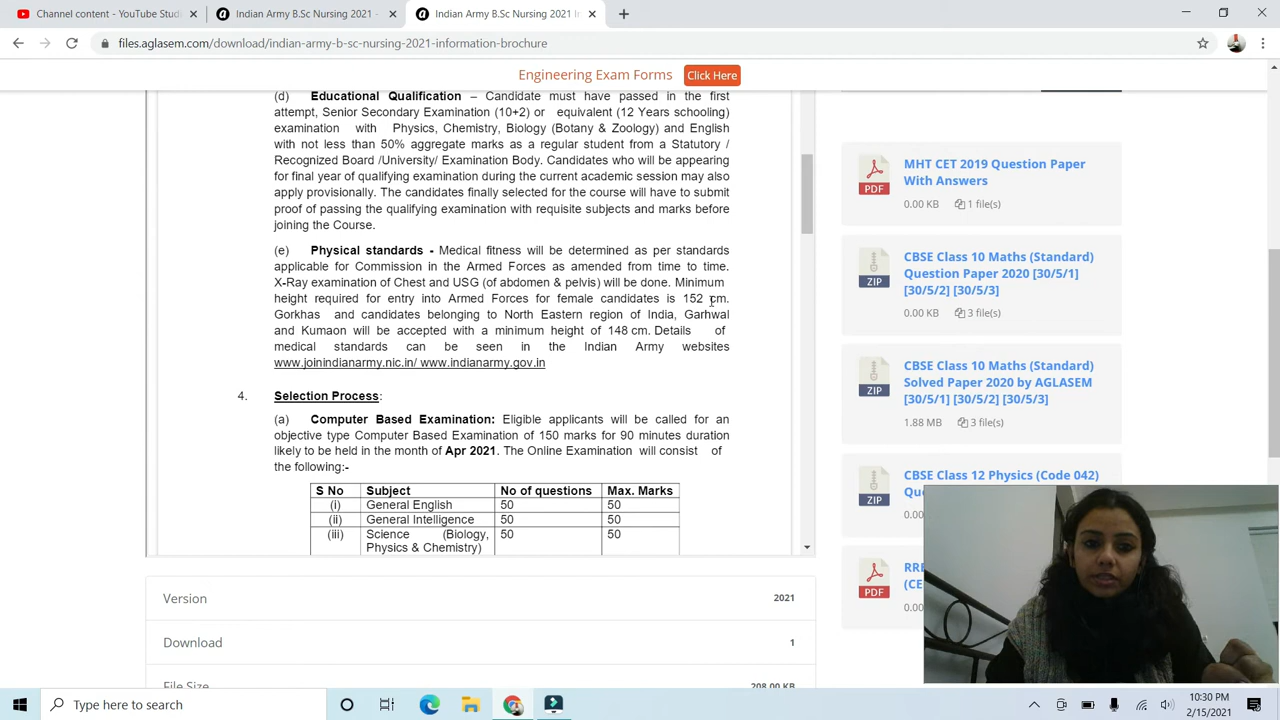 Channel content - YouTube Studi
Indian Army B.Sc Nursing 2021 D
Indian Army B.Sc Nursing 2021 I
files.aglasem.com/download/indian-army-b-sc-nursing-2021-information-brochure
Engineering Exam Forms Click Here
(d) Educational Qualification – Candidate must have passed in the first
attempt, Senior Secondary Examination (10+2) or equivalent (12 Years schooling)
examination with Physics, Chemistry, Biology (Botany & Zoology) and English
with not less than 50% aggregate marks as a regular student from a Statutory /
Recognized Board /University/ Examination Body. Candidates who will be appearing
for final year of qualifying examination during the current academic session may also
apply provisionally. The candidates finally selected for the course will have to submit
proof of passing the qualifying examination with requisite subjects and marks before
joining the Course.
(e) Physical standards - Medical fitness will be determined as per standards
applicable for Commission in the Armed Forces as amended from time to time.
X-Ray examination of Chest and USG (of abdomen & pelvis) will be done. Minimum
height required for entry into Armed Forces for female candidates is 152 cm.
Gorkhas and candidates belonging to North Eastern region of India, Garhwal
and Kumaon will be accepted with a minimum height of 148 cm. Details of
medical standards can be seen in the Indian Army websites
www.joinindianarmy.nic.in/ www.indianarmy.gov.in
4. Selection Process:
(a) Computer Based Examination: Eligible applicants will be called for an
objective type Computer Based Examination of 150 marks for 90 minutes duration
likely to be held in the month of Apr 2021. The Online Examination will consist of
the following:-
S No Subject No of questions Max. Marks
(i) General English 50 50
(ii) General Intelligence 50 50
(iii) Science (Biology, 50 50
Physics & Chemistry)
Version 2021
Download 1
File Size 208.00 KB
PDF
MHT CET 2019 Question Paper
With Answers
0.00 KB 1 file(s)
ZIP
CBSE Class 10 Maths (Standard)
Question Paper 2020 [30/5/1]
[30/5/2] [30/5/3]
0.00 KB 3 file(s)
ZIP
CBSE Class 10 Maths (Standard)
Solved Paper 2020 by AGLASEM
[30/5/1] [30/5/2] [30/5/3]
1.88 MB 3 file(s)
ZIP
CBSE Class 12 Physics (Code 042)
Qu
0.00
PDF
RRB
(CE
0.00
Type here to search
10:30 PM
2/15/2021